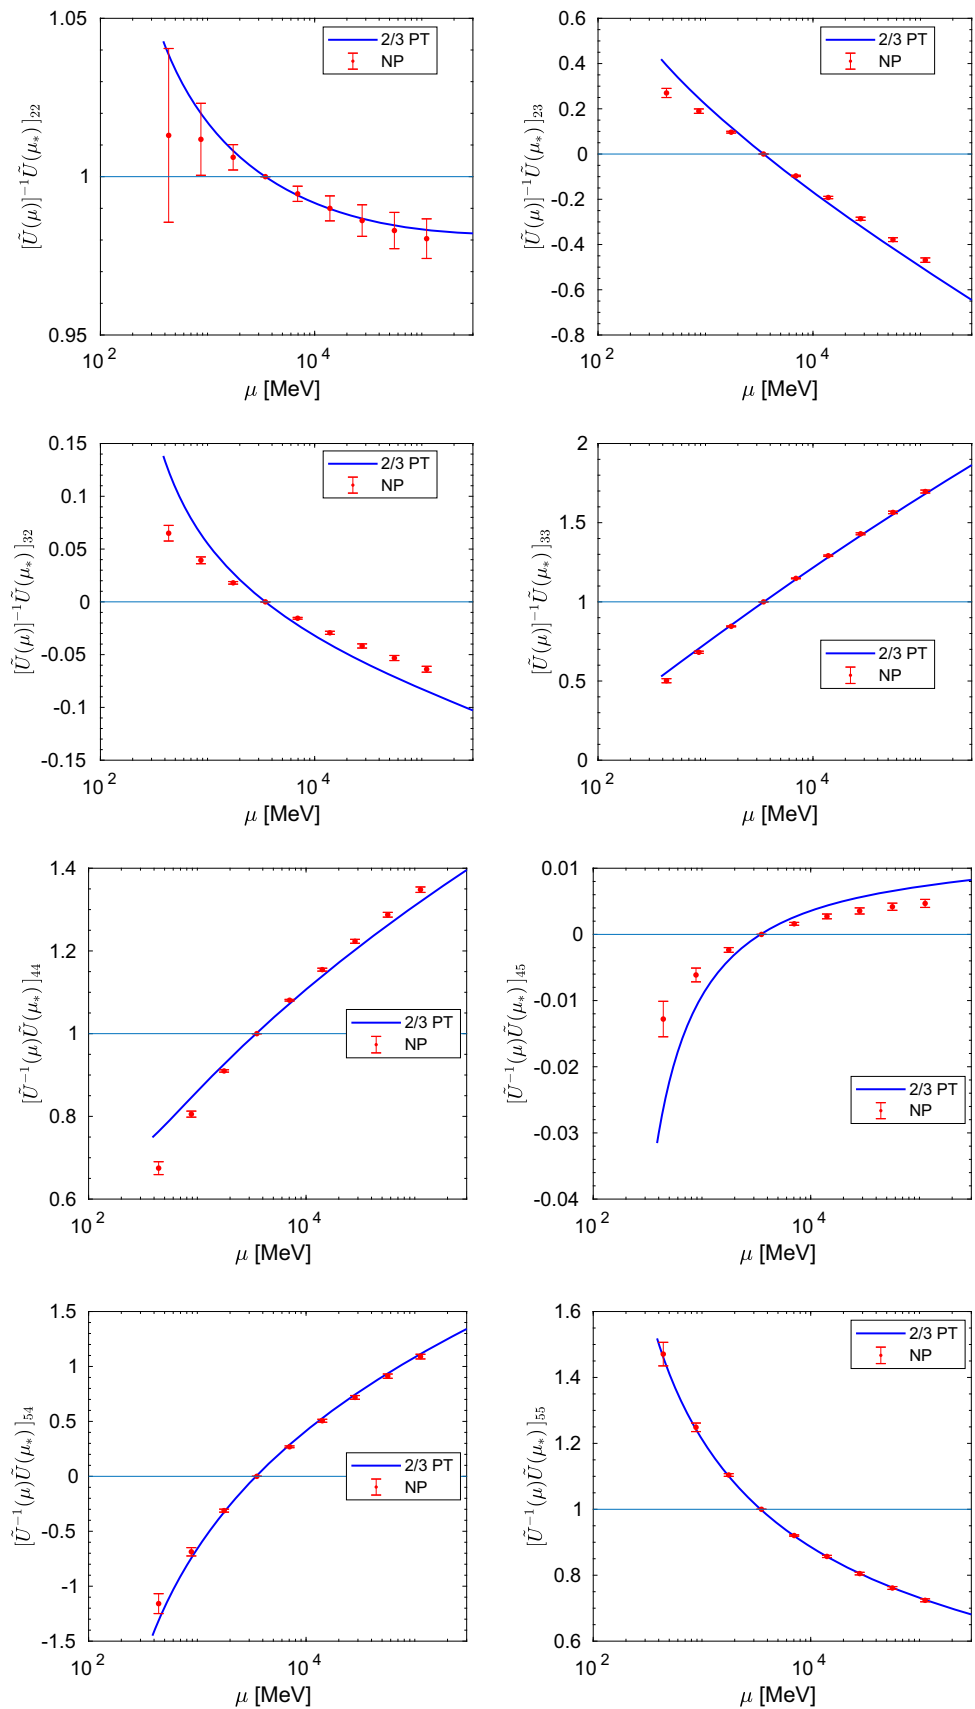 1.05
1
0.95
10^2
10^4
μ [MeV]
[Ũ(μ)]^{-1}Ũ(μ_*)]_{22}
2/3 PT
NP
0.6
0.4
0.2
0
-0.2
-0.4
-0.6
-0.8
10^2
10^4
μ [MeV]
[Ũ(μ)]^{-1}Ũ(μ_*)]_{23}
2/3 PT
NP
0.15
0.1
0.05
0
-0.05
-0.1
-0.15
10^2
10^4
μ [MeV]
[Ũ(μ)]^{-1}Ũ(μ_*)]_{32}
2/3 PT
NP
2
1.5
1
0.5
0
10^2
10^4
μ [MeV]
[Ũ(μ)]^{-1}Ũ(μ_*)]_{33}
2/3 PT
NP
1.4
1.2
1
0.8
0.6
10^2
10^4
μ [MeV]
[Ũ^{-1}(μ)Ũ(μ_*)]_{44}
2/3 PT
NP
0.01
0
-0.01
-0.02
-0.03
-0.04
10^2
10^4
μ [MeV]
[Ũ^{-1}(μ)Ũ(μ_*)]_{45}
2/3 PT
NP
1.5
1
0.5
0
-0.5
-1
-1.5
10^2
10^4
μ [MeV]
[Ũ^{-1}(μ)Ũ(μ_*)]_{54}
2/3 PT
NP
1.6
1.4
1.2
1
0.8
0.6
10^2
10^4
μ [MeV]
[Ũ^{-1}(μ)Ũ(μ_*)]_{55}
2/3 PT
NP